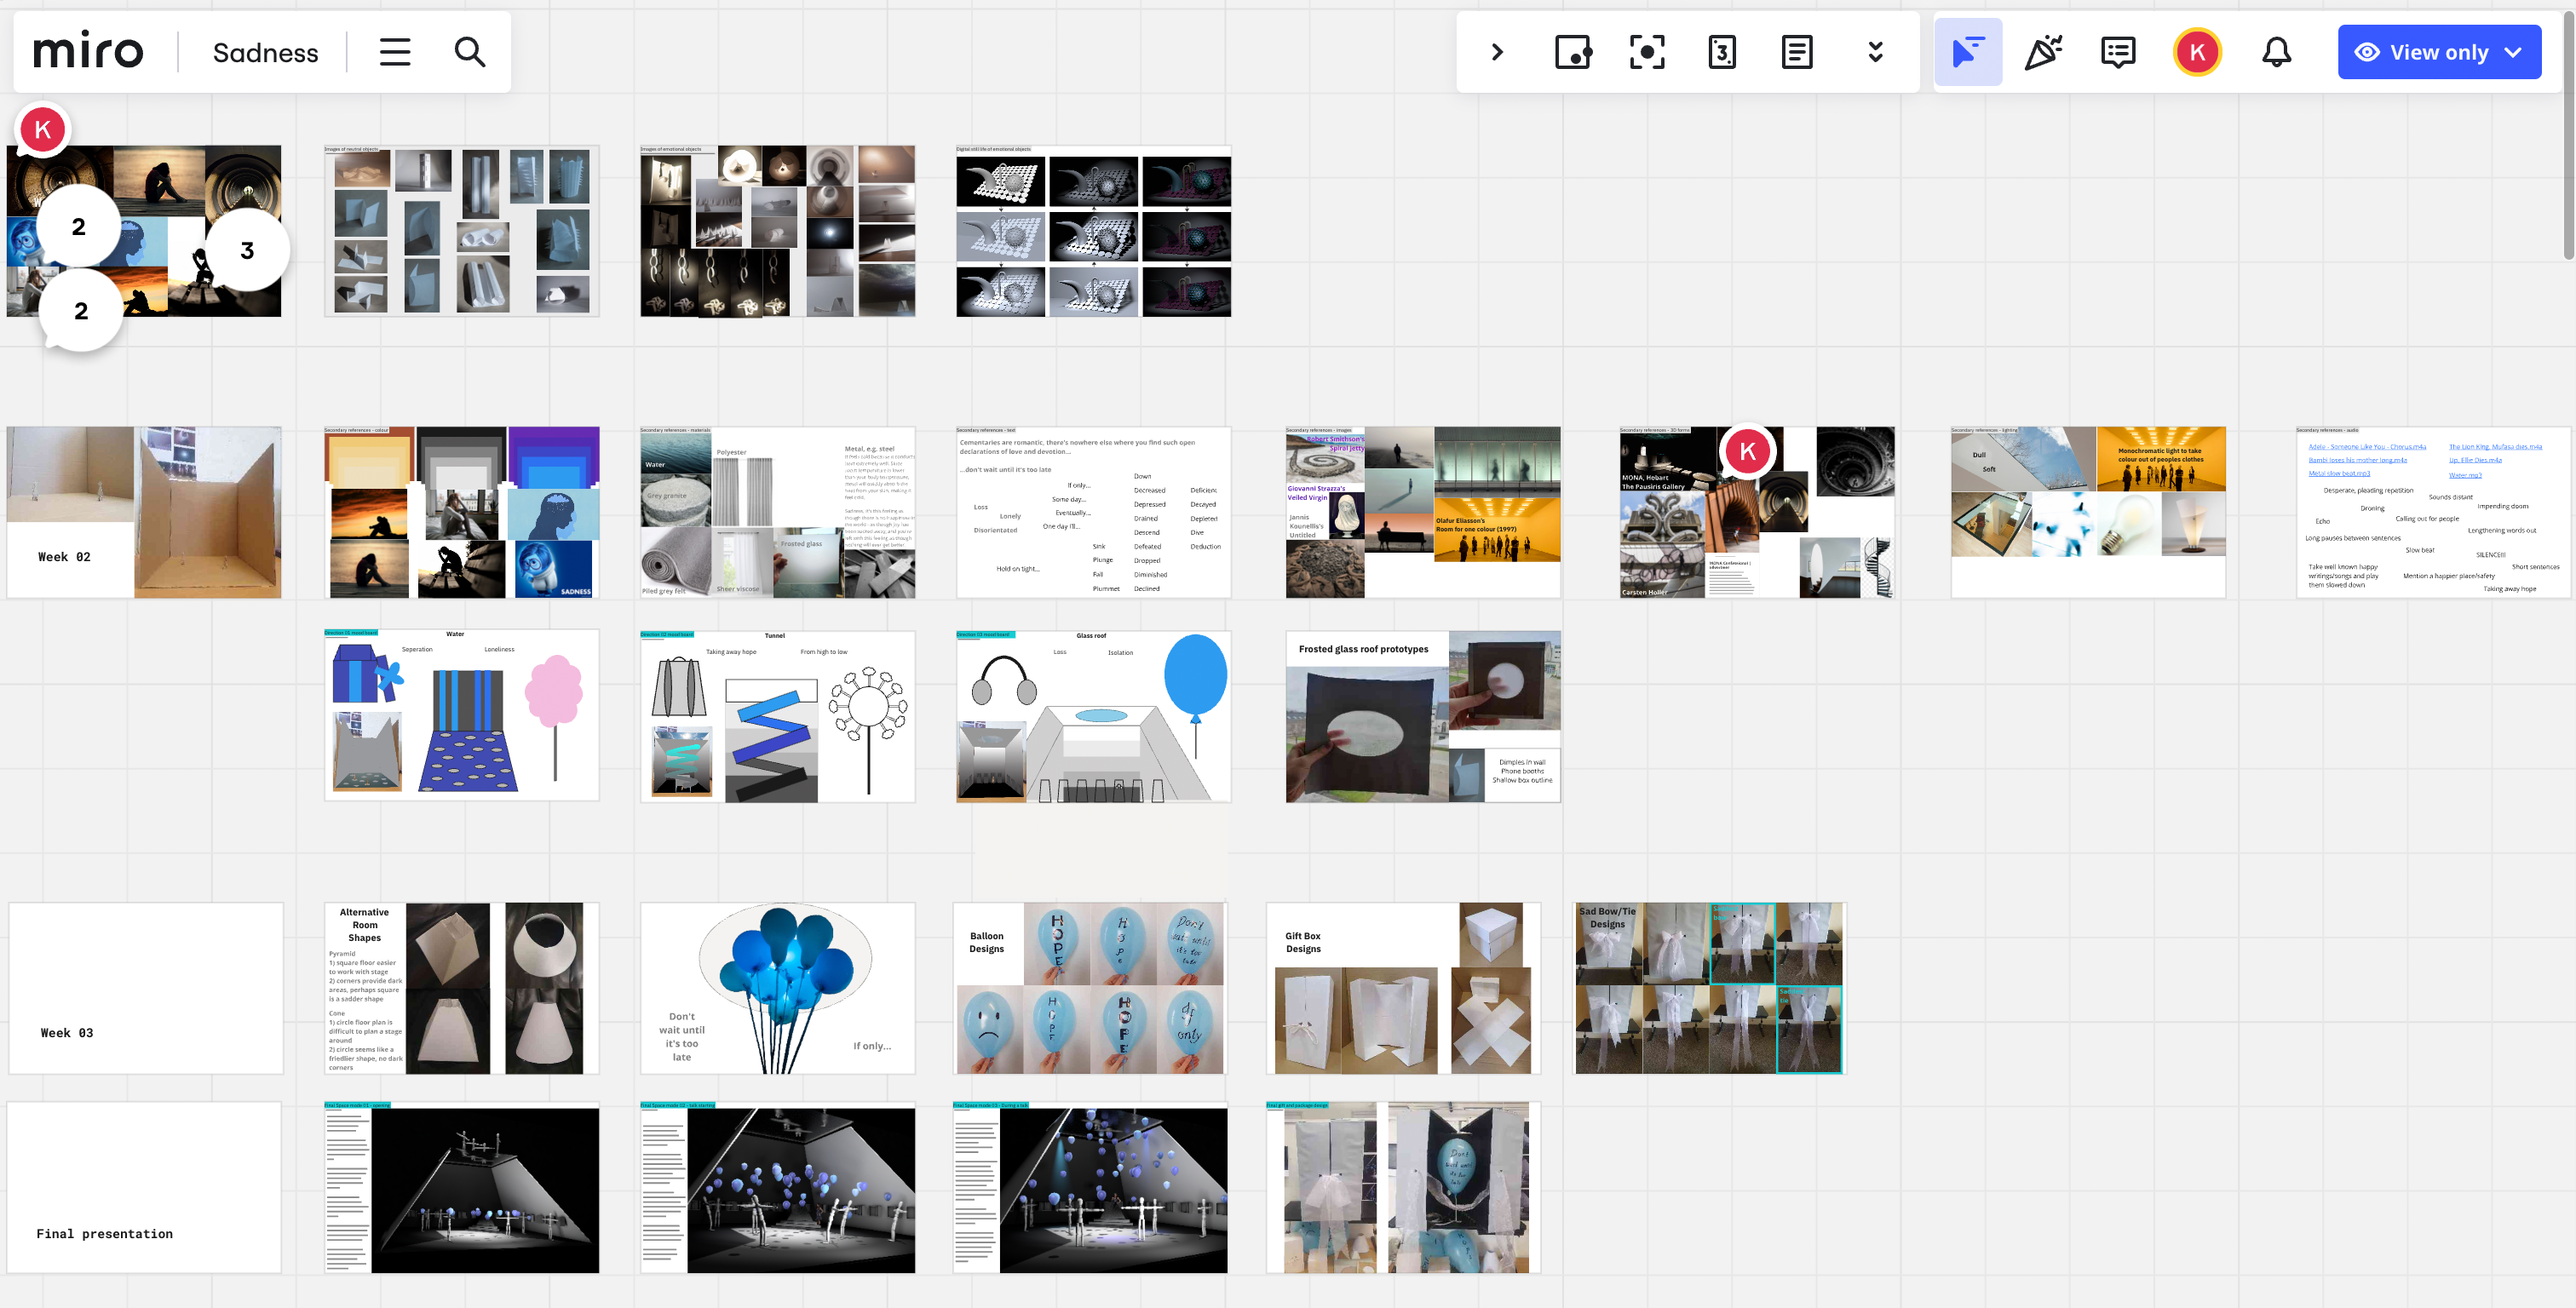 miro
Sadness
3
View only
K
K
2
3
2
Images of neutral objects
Images of emotional objects
Digital still life of emotional objects
Week 02
Secondary references - colour
SADNESS
Secondary references - materials
Water
Polyester
Metal, e.g. steel
Grey granite
Piled grey felt
Sheer viscose
Frosted glass
Secondary references - text
Cementaries are romantic, there's nowhere else where you find such open
declarations of love and devotion...
...don't wait until it's too late
If only...
Some day...
Eventually...
One day I'll...
Loss
Lonely
Disorientated
Hold on tight...
Sink
Plunge
Fall
Plummet
Down
Decreased
Depressed
Drained
Descend
Defeated
Dropped
Diminished
Declined
Deficient
Decayed
Depleted
Dive
Deduction
Secondary references - images
Robert Smithson's
Spiral Jetty
Giovanni Strazza's
Veiled Virgin
Jannis
Kounellis's
Untitled
Olafur Eliasson's
Room for one colour (1997)
Secondary references - 3D forms
K
MONA, Hobart
The Pausiris Gallery
Carsten Holler
Secondary references - lighting
Dull
Soft
Monochromatic light to take
colour out of peoples clothes
Secondary references - audio
Adele - Someone Like You - Chorus.m4a
Bambi loses his mother long.m4a
Metal slow beat.mp3
The Lion King, Mufasa dies.m4a
Up, Ellie Dies.m4a
Water.mp3
Desperate, pleading repetition
Sounds distant
Droning
Impending doom
Echo
Calling out for people
Lengthening words out
Long pauses between sentences
Slow beat
SILENCE!!!
Take well known happy
writings/songs and play
them slowed down
Mention a happier place/safety
Short sentences
Taking away hope
Direction 01 mood board
Water
Seperation
Loneliness
Direction 02 mood board
Tunnel
Taking away hope
From high to low
Direction 03 mood board
Glass roof
Loss
Isolation
Frosted glass roof prototypes
Dimples in wall
Phone booths
Shallow box outline
Week 03
Alternative
Room
Shapes
Pyramid
1) square floor easier
to work with stage
2) corners provide dark
areas, perhaps square
is a sadder shape
Cone
1) circle floor plan is
difficult to plan a stage
around
2) circle seems like a
friedlier shape, no dark
corners
Don't
wait until
it's too
late
If only...
Balloon
Designs
HOPE
Hope
Don't
wait until
it's too
late
HOPE
HOPE
If
only
Gift Box
Designs
Sad Bow/Tie
Designs
Final presentation
Final Space mode 01 - entering
Final Space mode 02 - talk starting
Final Space mode 03 - During a talk
Final gift and package design